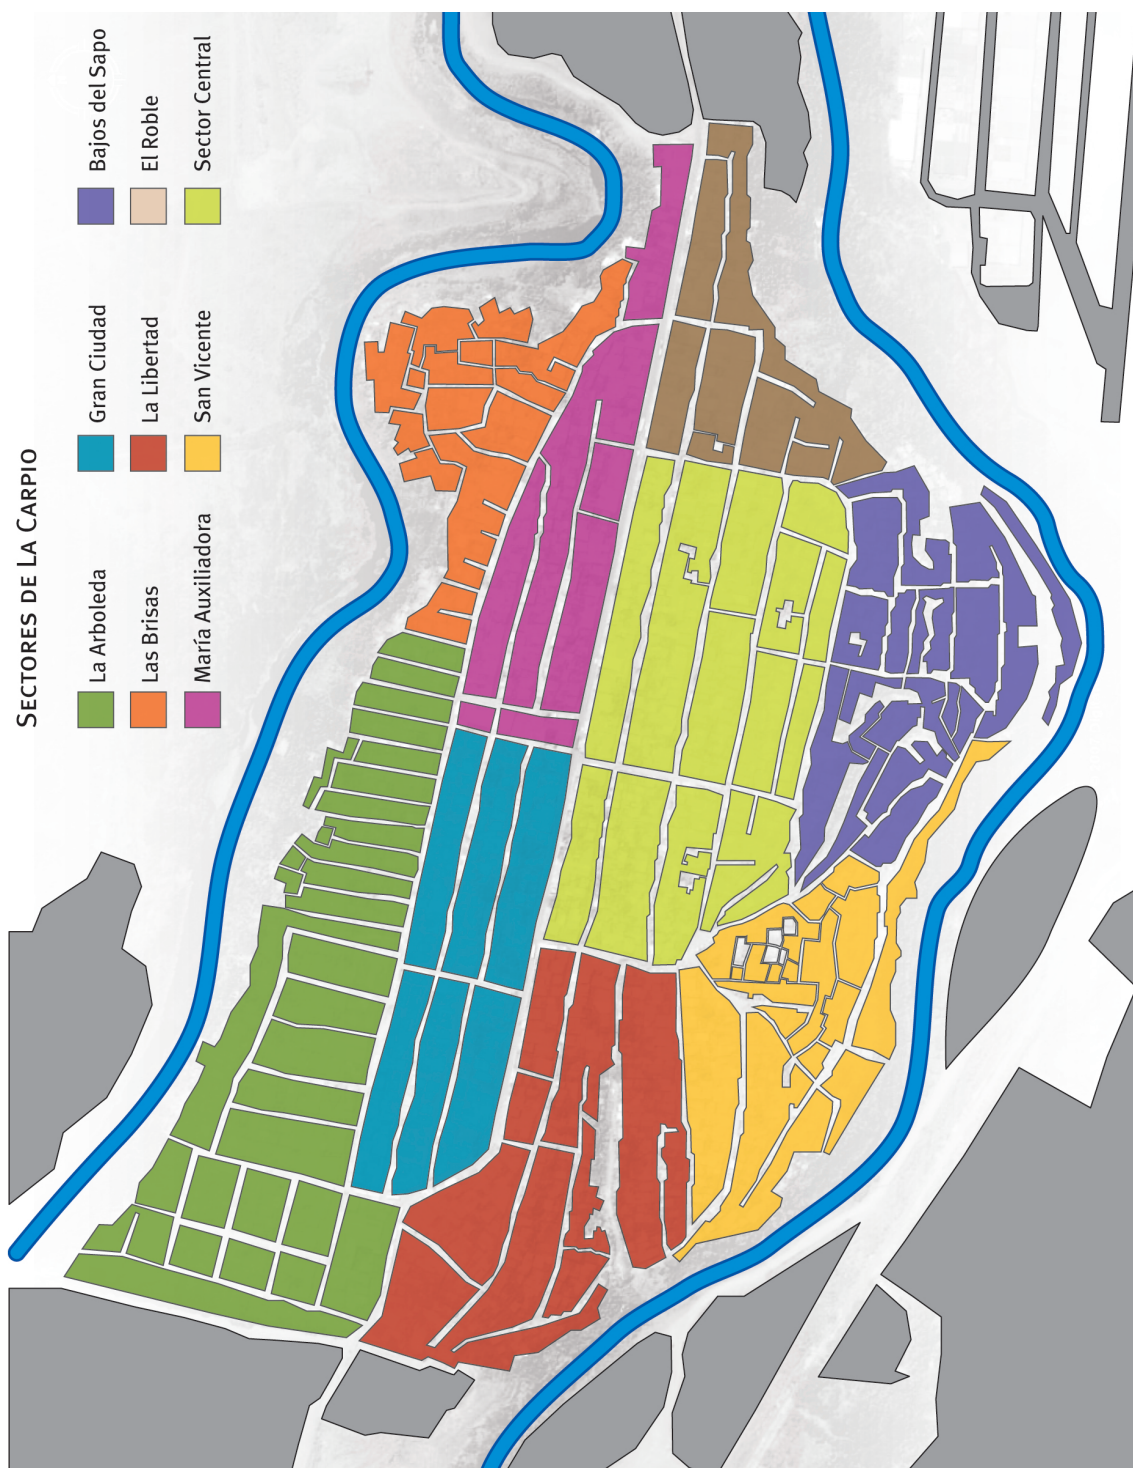 SECTORES DE LA CARPIO
La Arboleda
Las Brisas
María Auxiliadora
Gran Ciudad
La Libertad
San Vicente
Bajos del Sapo
El Roble
Sector Central